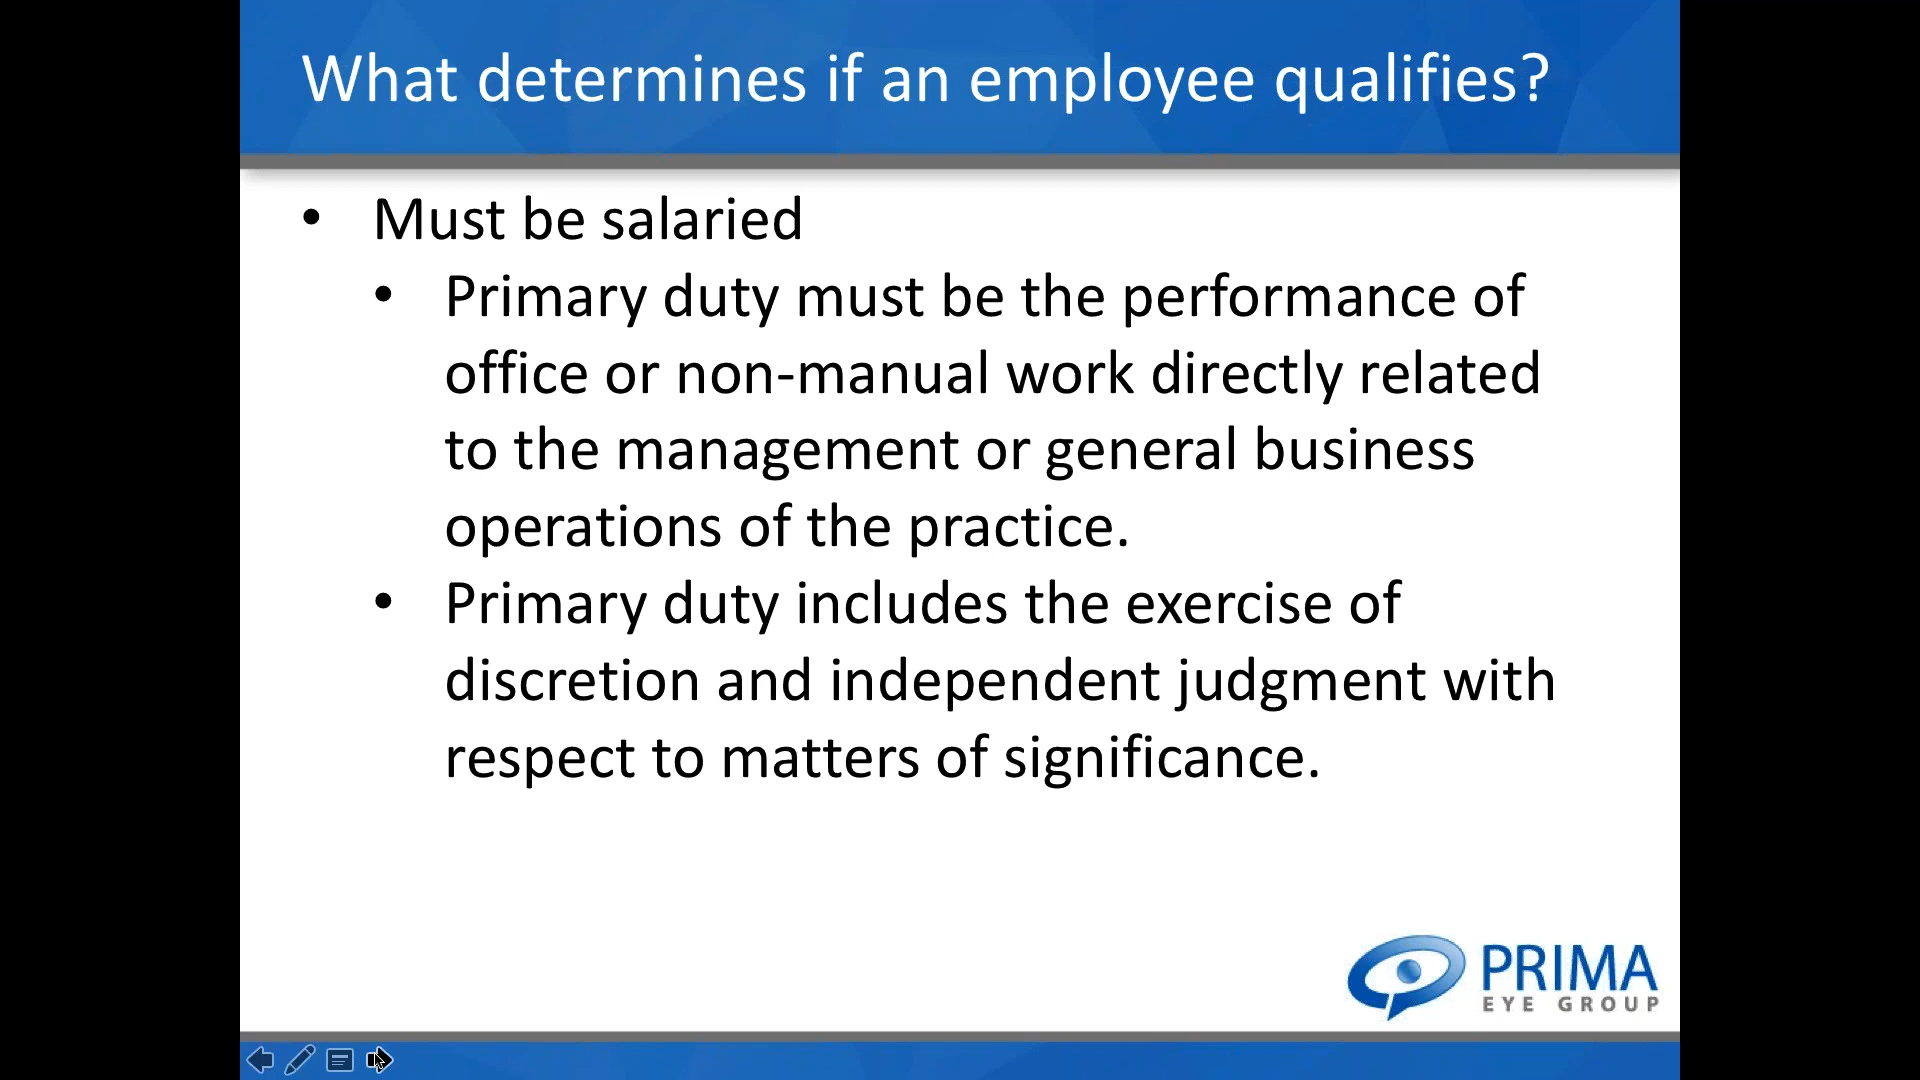 What determines if an employee qualifies?
• Must be salaried
• Primary duty must be the performance of
office or non-manual work directly related
to the management or general business
operations of the practice.
• Primary duty includes the exercise of
discretion and independent judgment with
respect to matters of significance.
PRIMA
EYE GROUP